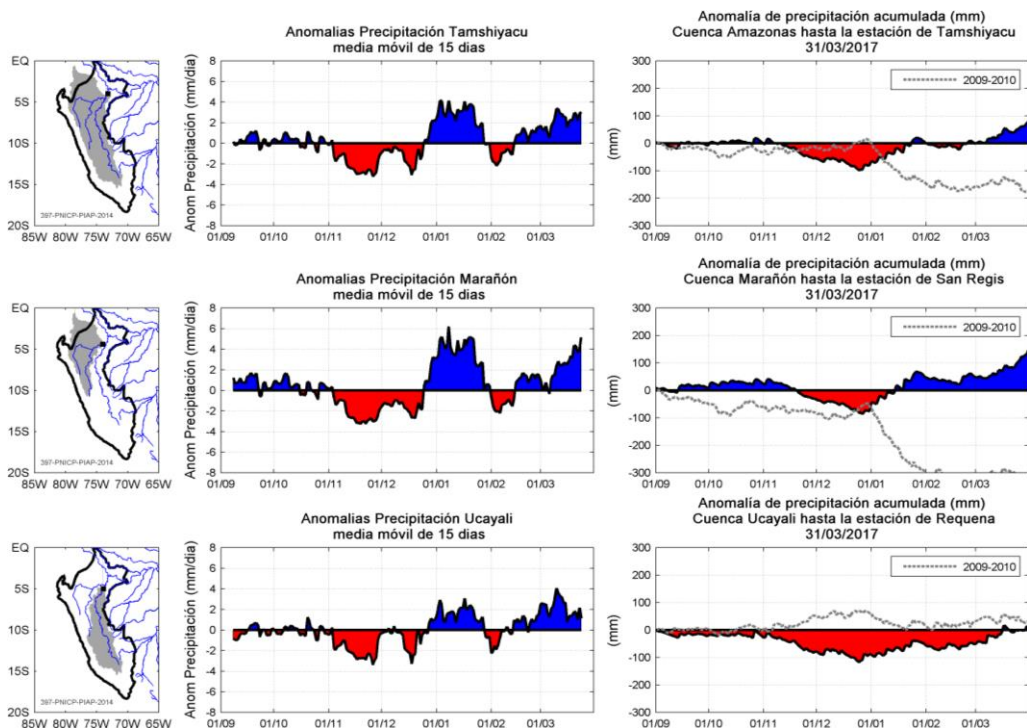 Anomalias Precipitación Tamshiyacu
media móvil de 15 dias
Anomalía de precipitación acumulada (mm)
Cuenca Amazonas hasta la estación de Tamshiyacu
31/03/2017
EQ
5S
10S
15S
20S
397-PNICP-PIAP-2014
85W 80W 75W 70W 65W
Anom Precipitación (mm/dia)
8
6
4
2
0
-2
-4
-6
-8
01/09 01/10 01/11 01/12 01/01 01/02 01/03
(mm)
300
200
100
0
-100
-200
-300
2009-2010
01/09 01/10 01/11 01/12 01/01 01/02 01/03
Anomalias Precipitación Marañón
media móvil de 15 dias
Anomalía de precipitación acumulada (mm)
Cuenca Marañón hasta la estación de San Regis
31/03/2017
EQ
5S
10S
15S
20S
397-PNICP-PIAP-2014
85W 80W 75W 70W 65W
Anom Precipitación (mm/dia)
8
6
4
2
0
-2
-4
-6
-8
01/09 01/10 01/11 01/12 01/01 01/02 01/03
(mm)
300
200
100
0
-100
-200
-300
2009-2010
01/09 01/10 01/11 01/12 01/01 01/02 01/03
Anomalias Precipitación Ucayali
media móvil de 15 dias
Anomalía de precipitación acumulada (mm)
Cuenca Ucayali hasta la estación de Requena
31/03/2017
EQ
5S
10S
15S
20S
397-PNICP-PIAP-2014
85W 80W 75W 70W 65W
Anom Precipitación (mm/dia)
8
6
4
2
0
-2
-4
-6
-8
01/09 01/10 01/11 01/12 01/01 01/02 01/03
(mm)
300
200
100
0
-100
-200
-300
2009-2010
01/09 01/10 01/11 01/12 01/01 01/02 01/03